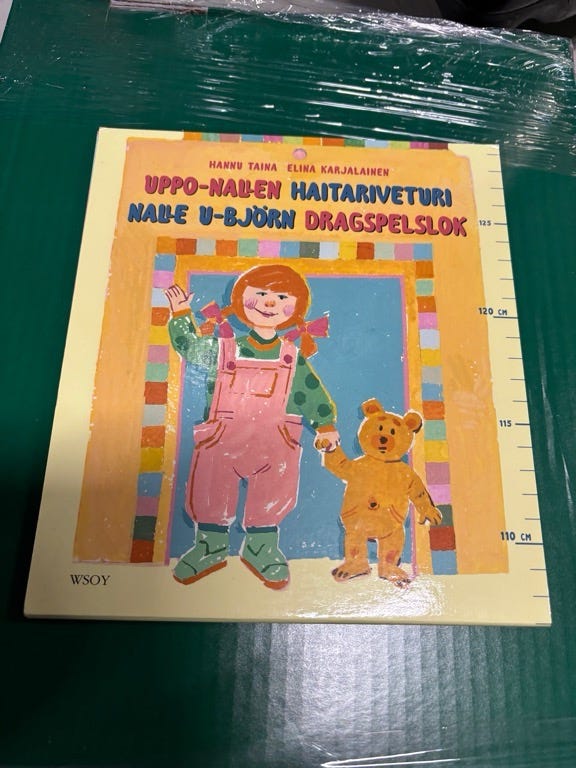 HANNU TAINA ELINA KARJALAINEN
UPPO-NALLEN HAITARIVETURI
NALLE U-BJÖRN DRAGSPELSLOK
125
120 CM
115
110 CM
WSOY